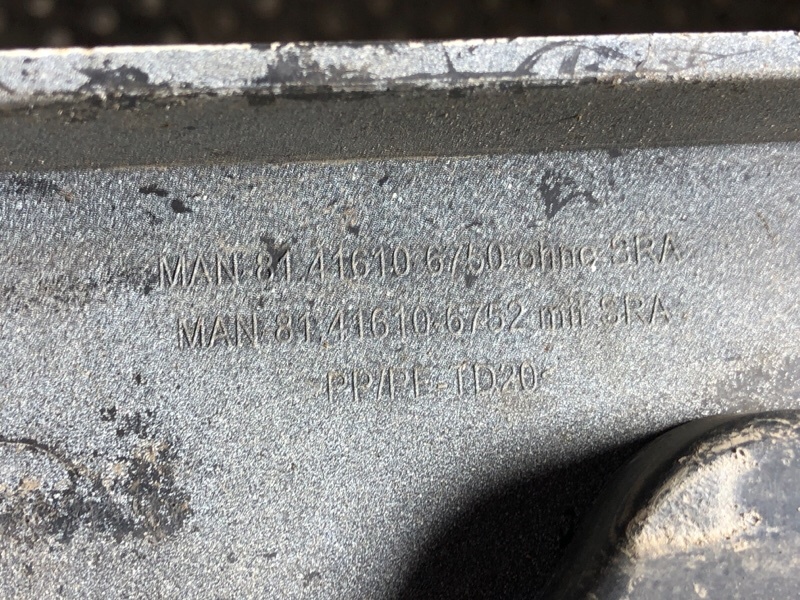 MAN 81.41610 6750 ohne SRA
MAN 81.41610-6752 mit SRA
>PP/PE-TD20<